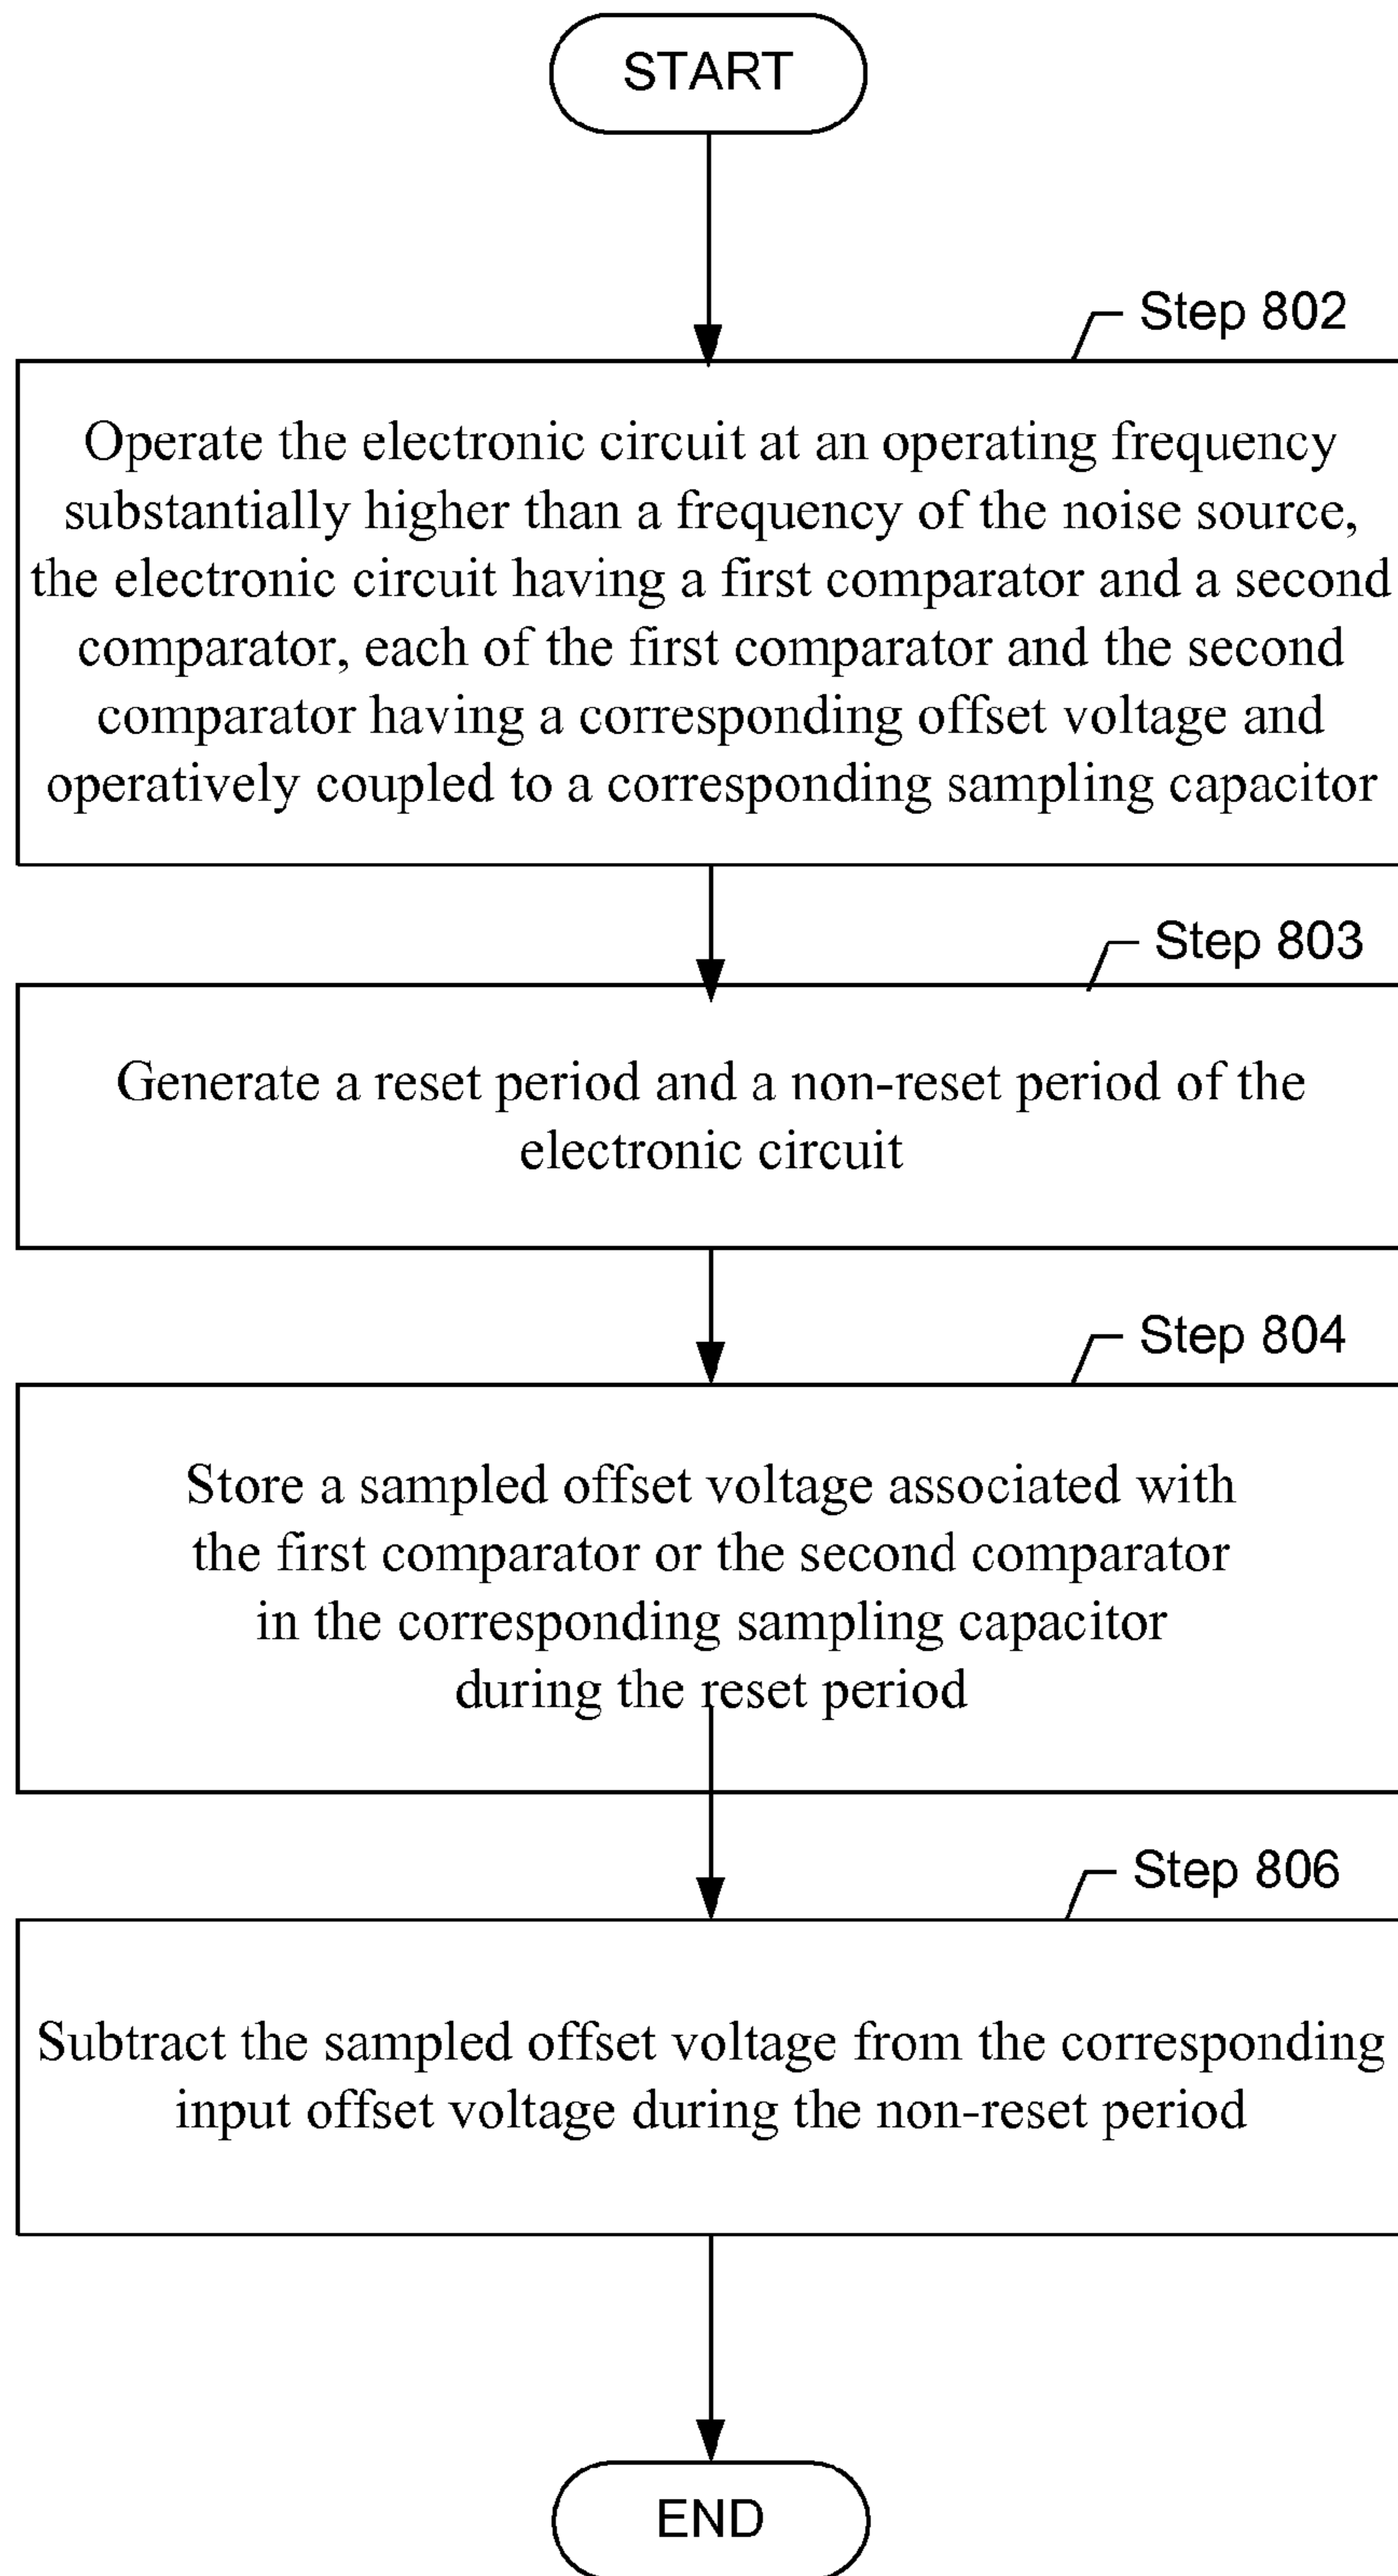 START
Step 802
Operate the electronic circuit at an operating frequency
substantially higher than a frequency of the noise source,
the electronic circuit having a first comparator and a second
comparator, each of the first comparator and the second
comparator having a corresponding offset voltage and
operatively coupled to a corresponding sampling capacitor
Step 803
Generate a reset period and a non-reset period of the
electronic circuit
Step 804
Store a sampled offset voltage associated with
the first comparator or the second comparator
in the corresponding sampling capacitor
during the reset period
Step 806
Subtract the sampled offset voltage from the corresponding
input offset voltage during the non-reset period
END